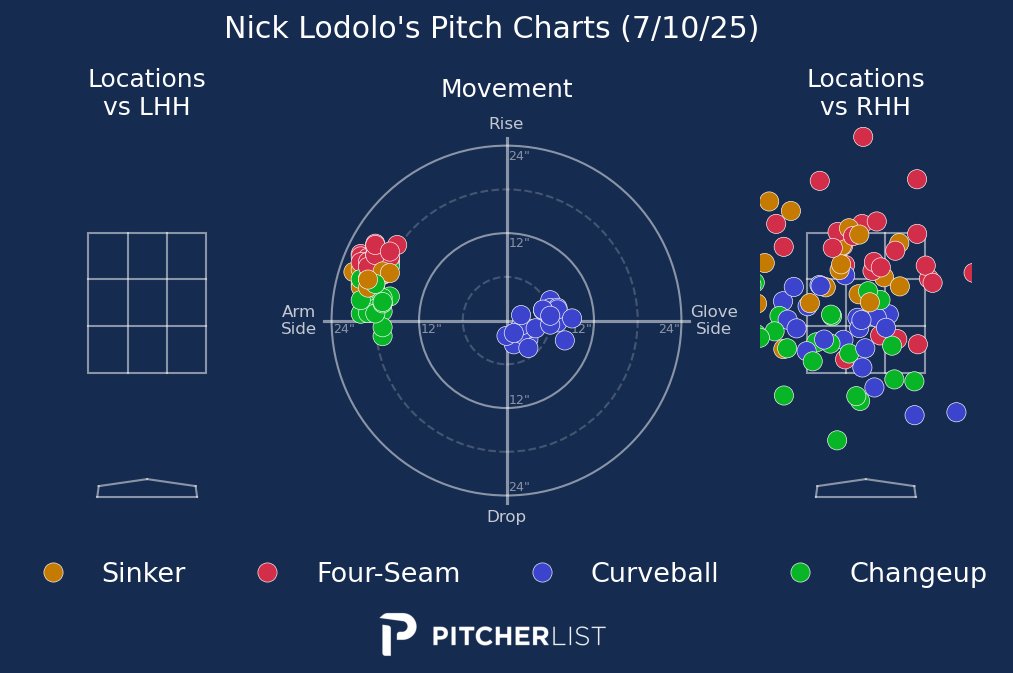 Nick Lodolo's Pitch Charts (7/10/25)
Locations
vs LHH
Movement
Locations
vs RHH
Rise
24"
12"
Arm
Side
24"
12"
12"
24"
Glove
Side
12"
24"
Drop
Sinker
Four-Seam
Curveball
Changeup
PITCHERLIST